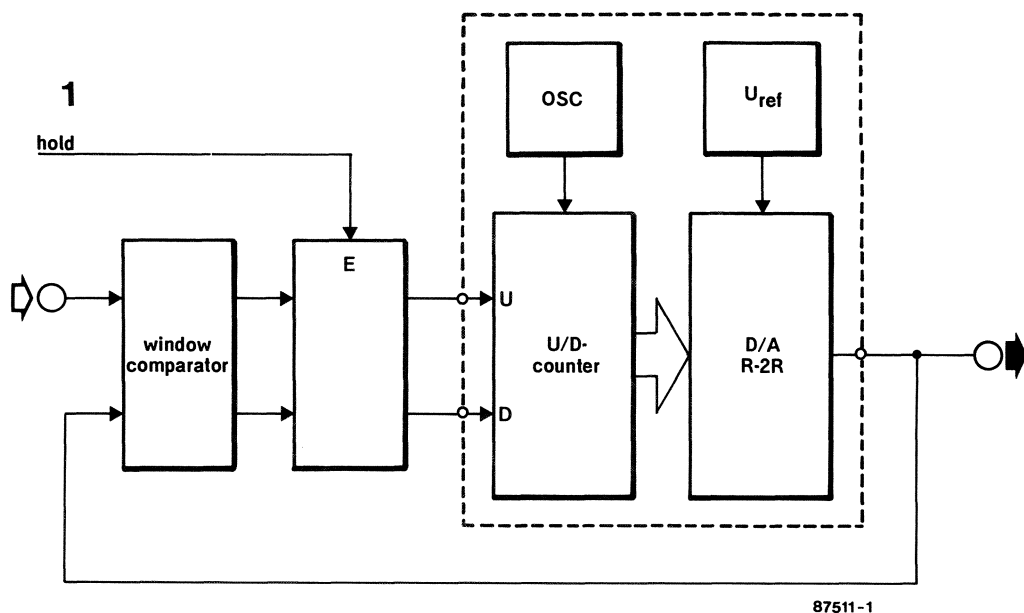 1
hold
OSC
Uref
E
window
comparator
U
D
U/D-
counter
D/A
R-2R
87511-1